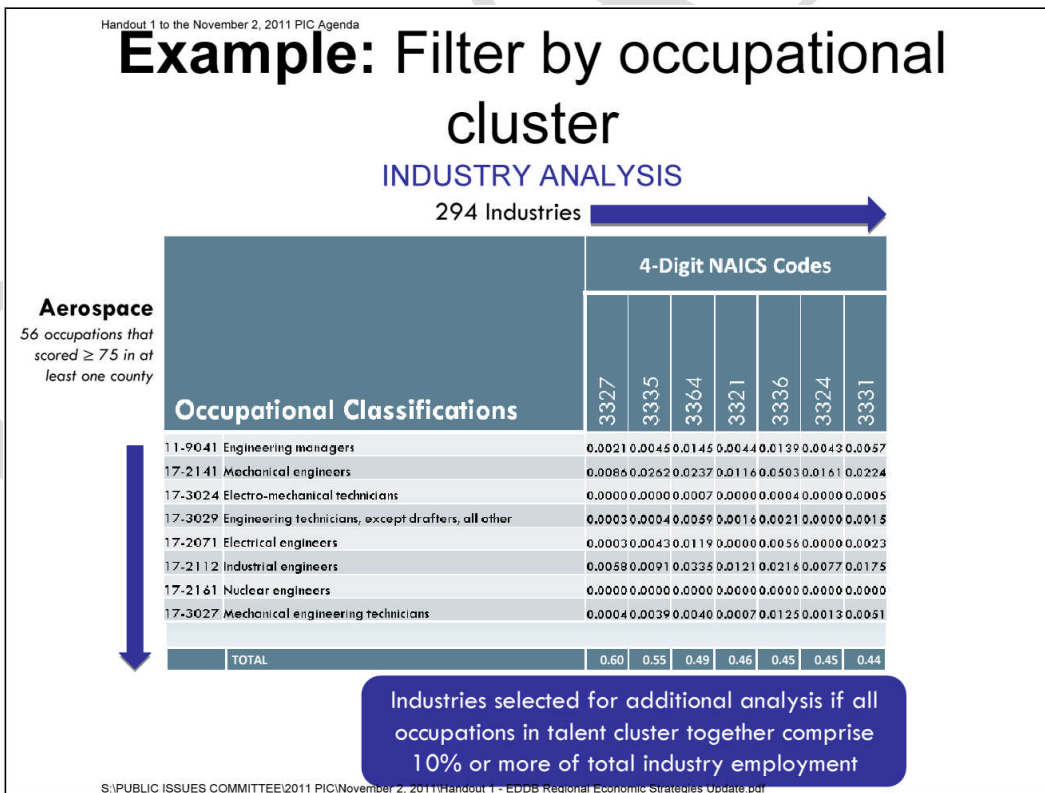 Handout 1 to the November 2, 2011 PIC Agenda
Example: Filter by occupational
cluster
INDUSTRY ANALYSIS
294 Industries
4-Digit NAICS Codes
Aerospace
56 occupations that
scored ≥ 75 in at
least one county
Occupational Classifications
3327 3335 3364 3321 3336 3324 3331
11-9041 Engineering managers 0.0021 0.0045 0.0145 0.0044 0.0139 0.0043 0.0057
17-2141 Mechanical engineers 0.0086 0.0262 0.0237 0.0116 0.0503 0.0161 0.0224
17-3024 Electro-mechanical technicians 0.0000 0.0000 0.0007 0.0000 0.0004 0.0000 0.0005
17-3029 Engineering technicians, except drafters, all other 0.0003 0.0004 0.0059 0.0016 0.0021 0.0000 0.0015
17-2071 Electrical engineers 0.0003 0.0043 0.0119 0.0000 0.0056 0.0000 0.0023
17-2112 Industrial engineers 0.0058 0.0091 0.0335 0.0121 0.0216 0.0077 0.0175
17-2161 Nuclear engineers 0.0000 0.0000 0.0000 0.0000 0.0000 0.0000 0.0000
17-3027 Mechanical engineering technicians 0.0004 0.0039 0.0040 0.0007 0.0125 0.0013 0.0051
TOTAL 0.60 0.55 0.49 0.46 0.45 0.45 0.44
Industries selected for additional analysis if all
occupations in talent cluster together comprise
10% or more of total industry employment
S:\PUBLIC ISSUES COMMITTEE\2011 PIC\November 2, 2011\Handout 1 - EDDB Regional Economic Strategies Update.pdf